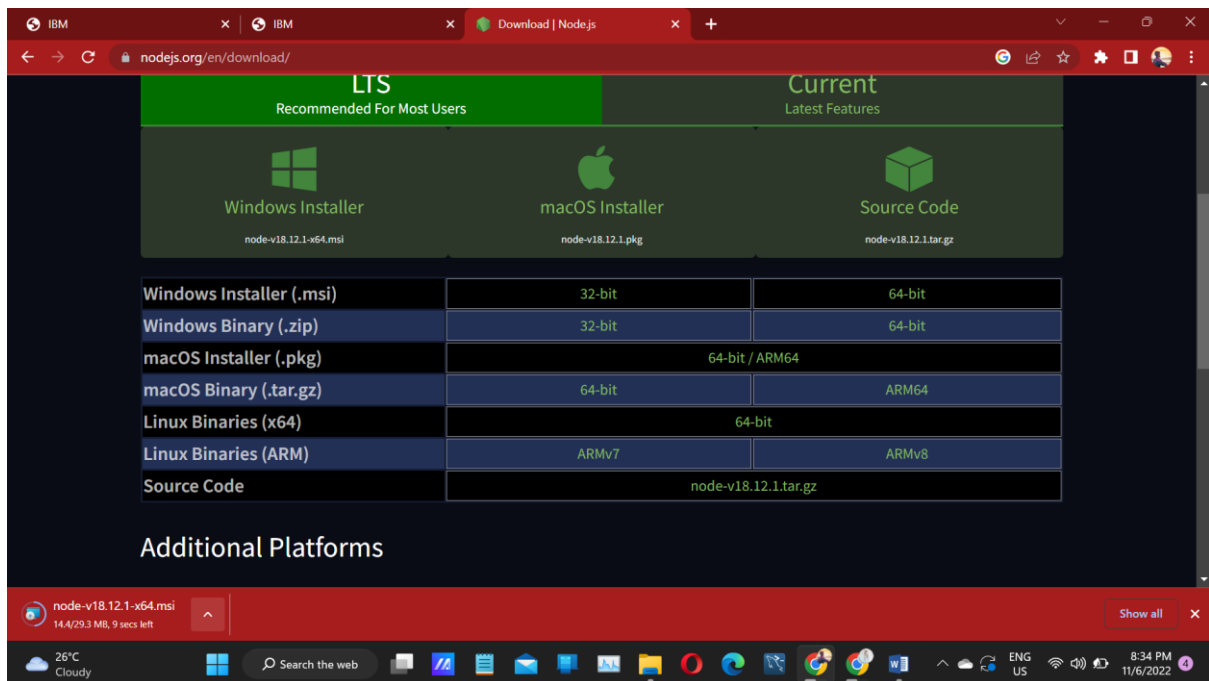 IBM
IBM
Download | Node.js
nodejs.org/en/download/
LTS
Recommended For Most Users
Current
Latest Features
Windows Installer
node-v18.12.1-x64.msi
macOS Installer
node-v18.12.1.pkg
Source Code
node-v18.12.1.tar.gz
Windows Installer (.msi) 32-bit 64-bit
Windows Binary (.zip) 32-bit 64-bit
macOS Installer (.pkg) 64-bit / ARM64
macOS Binary (.tar.gz) 64-bit ARM64
Linux Binaries (x64) 64-bit
Linux Binaries (ARM) ARMv7 ARMv8
Source Code node-v18.12.1.tar.gz
Additional Platforms
node-v18.12.1-x64.msi
14.4/29.3 MB, 9 secs left
Show all
26°C
Cloudy
Search the web
ENG
US
8:34 PM
11/6/2022
4